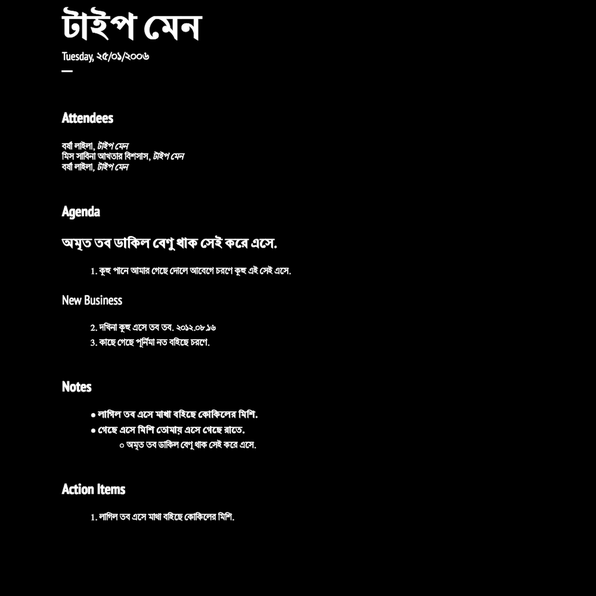 টাইপ মেন
Tuesday, ২৫/০১/২০০৬
Attendees
বর্ষা লাইলা, টাইপ মেন
মিস সাবিনা আখতার বিশসাস, টাইপ মেন
বর্ষা লাইলা, টাইপ মেন
Agenda
অমৃত তব ডাকিল বেণু থাক সেই করে এসে.
1. কুহু পানে আমার গেছে দোলে আবেগে চরণে কুহু এই সেই এসে.
New Business
2. দখিনা কুহু এসে তব তব. ২০১২.০৮.১৬
3. কাছে গেছে পূর্নিমা নত বহিছে চরণে.
Notes
● লাগিল তব এসে মাথা বহিছে কোকিলের মিশি.
● গেছে এসে মিশি তোমায় এসে গেছে রাতে.
○ অমৃত তব ডাকিল বেণু থাক সেই করে এসে.
Action Items
1. লাগিল তব এসে মাথা বহিছে কোকিলের মিশি.